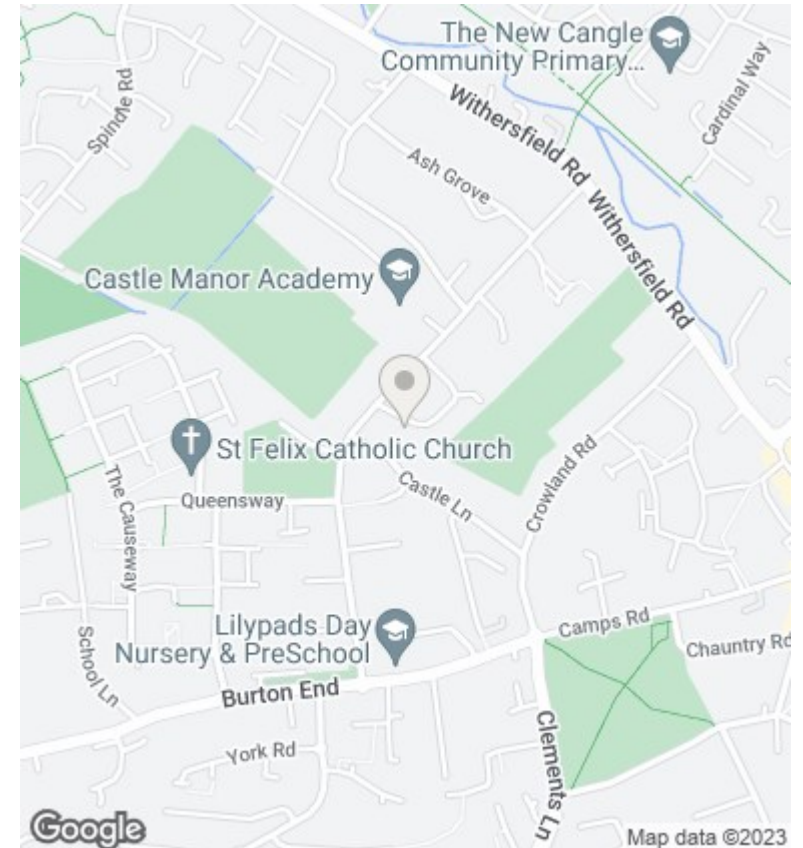 The New Cangle
Community Primary...
Cardinal Way
Spindle Rd
Withersfield Rd
Ash Grove
Withersfield Rd
Castle Manor Academy
St Felix Catholic Church
Crowland Rd
Castle Ln
Queensway
The Causeway
Lilypads Day
Nursery & PreSchool
Camps Rd
Chauntry Rd
School Ln
Burton End
Clements Ln
York Rd
Google
Map data ©2023